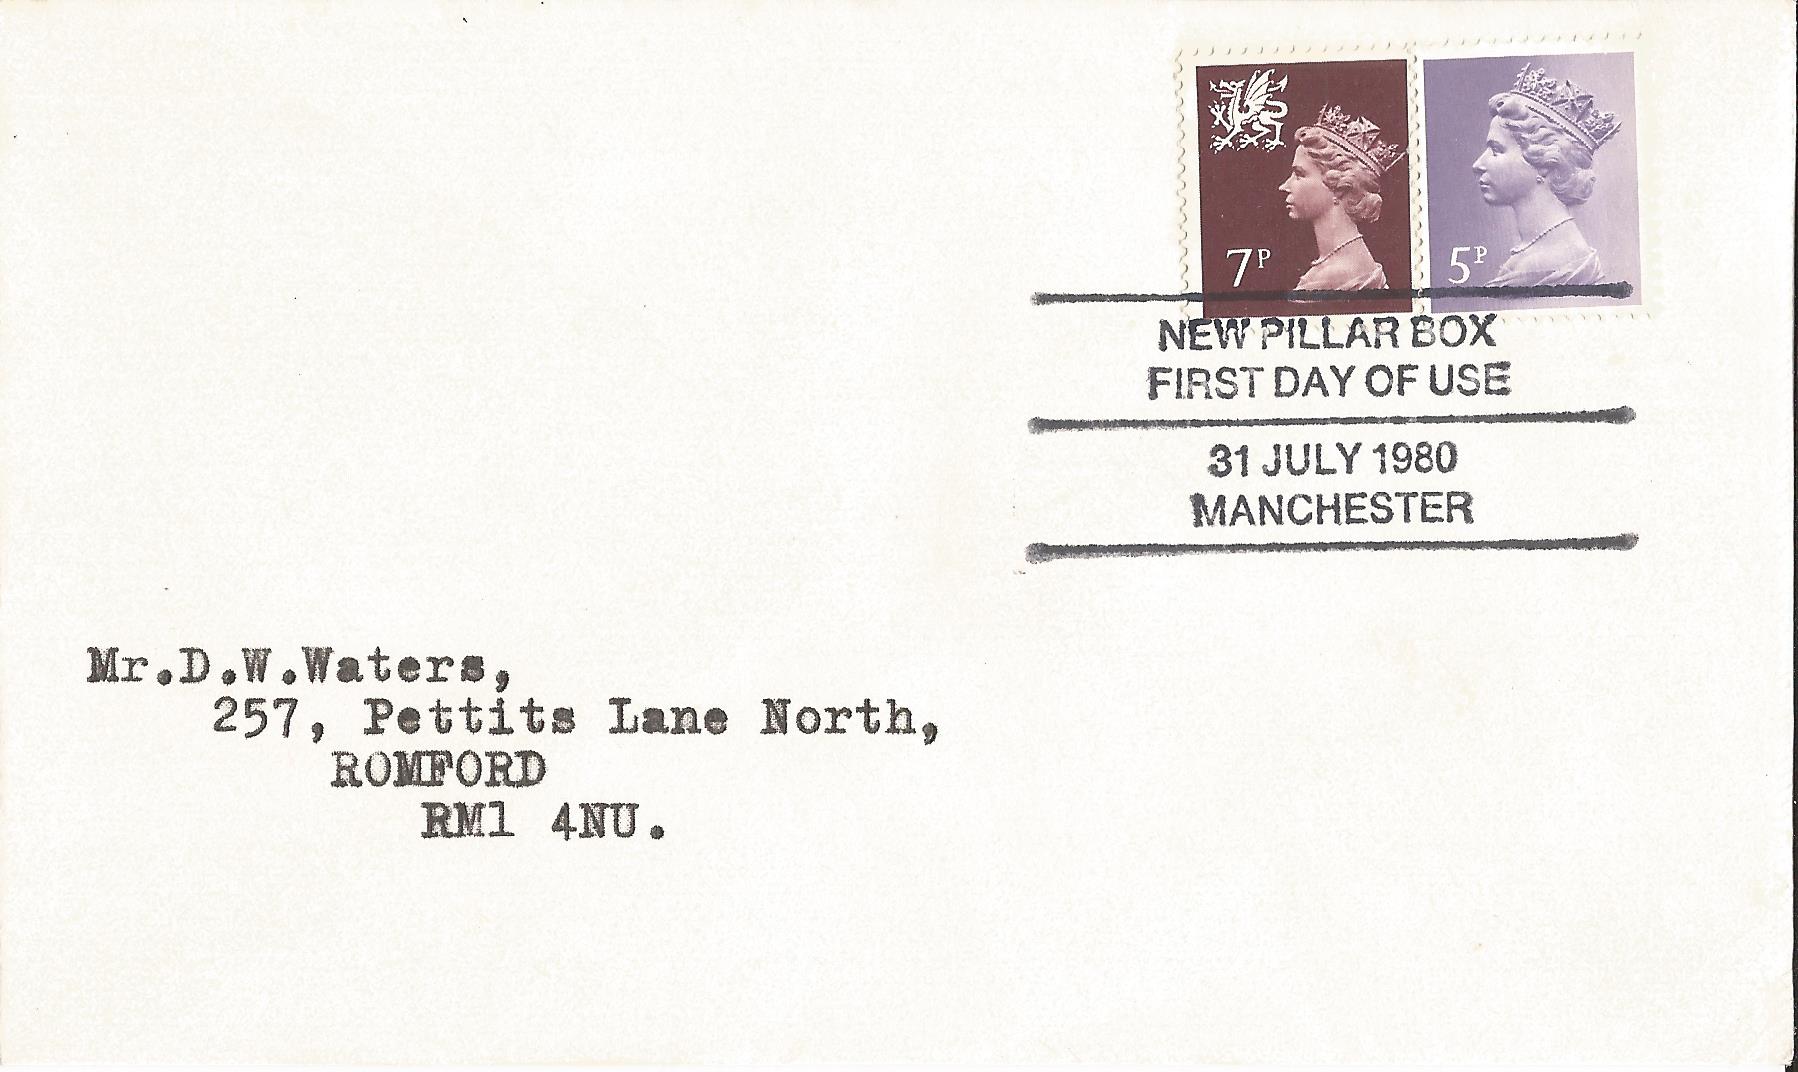 7P
5P
NEW PILLAR BOX
FIRST DAY OF USE
31 JULY 1980
MANCHESTER
Mr.D.W.Waters,
257, Pettits Lane North,
ROMFORD
RM1 4NU.